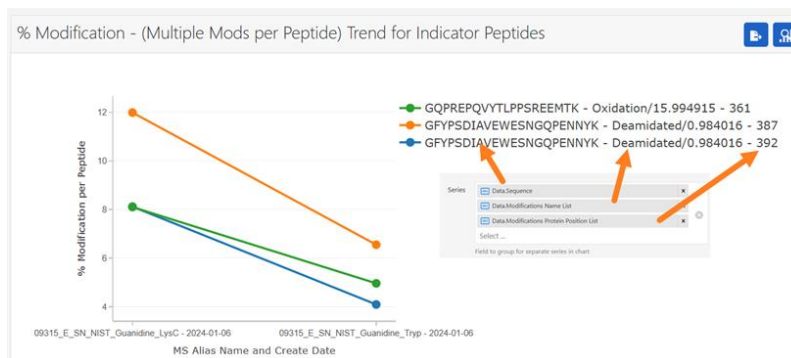 % Modification - (Multiple Mods per Peptide) Trend for Indicator Peptides
12
10
8
6
4
% Modification per Peptide
09315_E_SN_NIST_Guanidine_LysC - 2024-01-06
09315_E_SN_NIST_Guanidine_Tryp - 2024-01-06
MS Alias Name and Create Date
GQPREPQVYTLPPSREEMTK - Oxidation/15.994915 - 361
GFYPSDIAVEWESNGQPENNYK - Deamidated/0.984016 - 387
GFYPSDIAVEWESNGQPENNYK - Deamidated/0.984016 - 392
Series
Data.Sequence
Data.Modifications Name List
Data.Modifications Protein Position List
Select ...
Field to group for separate series in chart